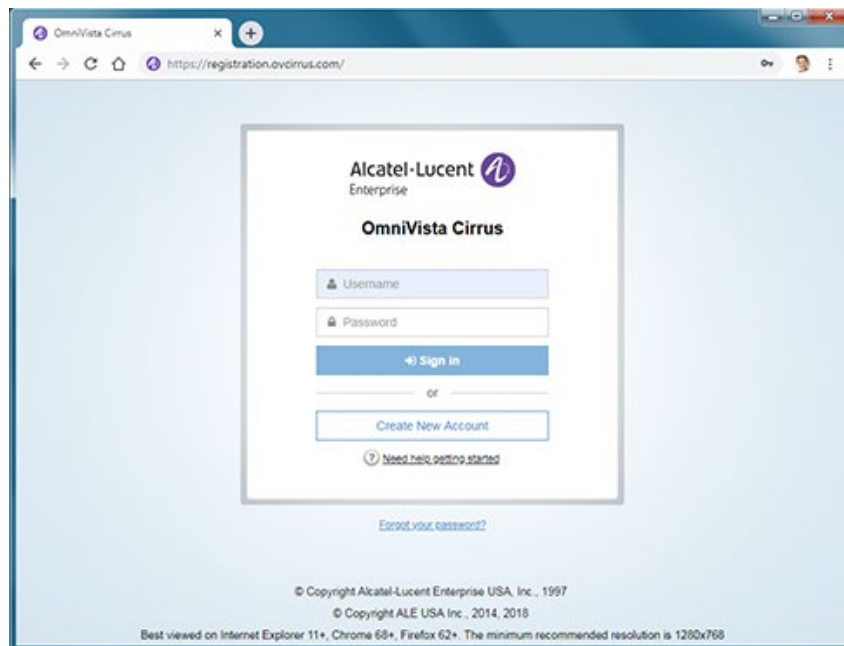 OmniVista Cirrus
https://registration.ovcirrus.com/
Alcatel·Lucent
Enterprise
OmniVista Cirrus
Username
Password
Sign in
or
Create New Account
? Need help getting started
Forgot your password?
© Copyright Alcatel-Lucent Enterprise USA, Inc., 1997
© Copyright ALE USA Inc., 2014, 2018
Best viewed on Internet Explorer 11+, Chrome 68+, Firefox 62+. The minimum recommended resolution is 1280x768